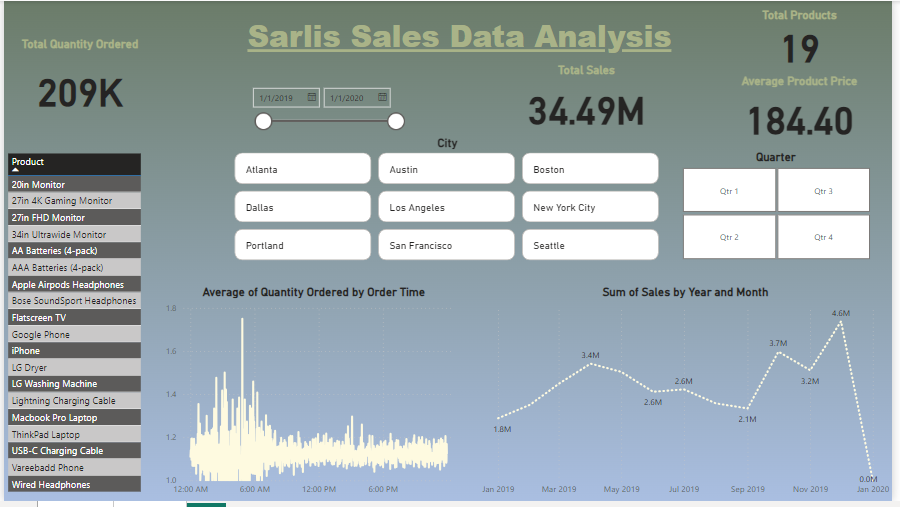 Total Quantity Ordered
209K
Sarlis Sales Data Analysis
Total Products
19
Total Sales
34.49M
Average Product Price
184.40
1/1/2019
1/1/2020
City
Atlanta
Austin
Boston
Dallas
Los Angeles
New York City
Portland
San Francisco
Seattle
Quarter
Qtr 1
Qtr 3
Qtr 2
Qtr 4
Product
20in Monitor
27in 4K Gaming Monitor
27in FHD Monitor
34in Ultrawide Monitor
AA Batteries (4-pack)
AAA Batteries (4-pack)
Apple Airpods Headphones
Bose SoundSport Headphones
Flatscreen TV
Google Phone
iPhone
LG Dryer
LG Washing Machine
Lightning Charging Cable
Macbook Pro Laptop
ThinkPad Laptop
USB-C Charging Cable
Vareebadd Phone
Wired Headphones
Average of Quantity Ordered by Order Time
1.8
1.6
1.4
1.2
1.0
12:00 AM
6:00 AM
12:00 PM
6:00 PM
Sum of Sales by Year and Month
1.8M
3.4M
2.6M
2.6M
2.1M
3.7M
3.2M
4.6M
0.0M
Jan 2019
Mar 2019
May 2019
Jul 2019
Sep 2019
Nov 2019
Jan 2020